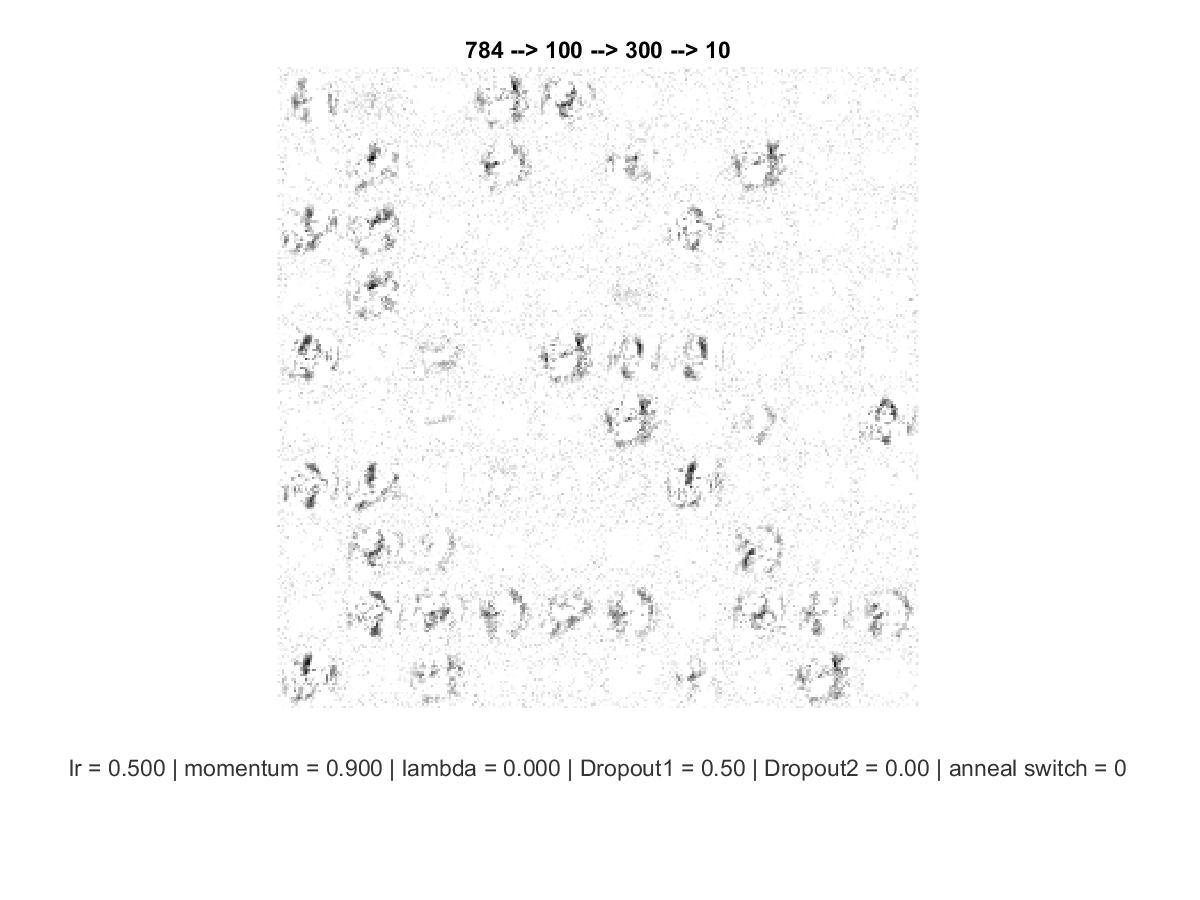 784 --> 100 --> 300 --> 10
lr = 0.500 | momentum = 0.900 | lambda = 0.000 | Dropout1 = 0.50 | Dropout2 = 0.00 | anneal switch = 0